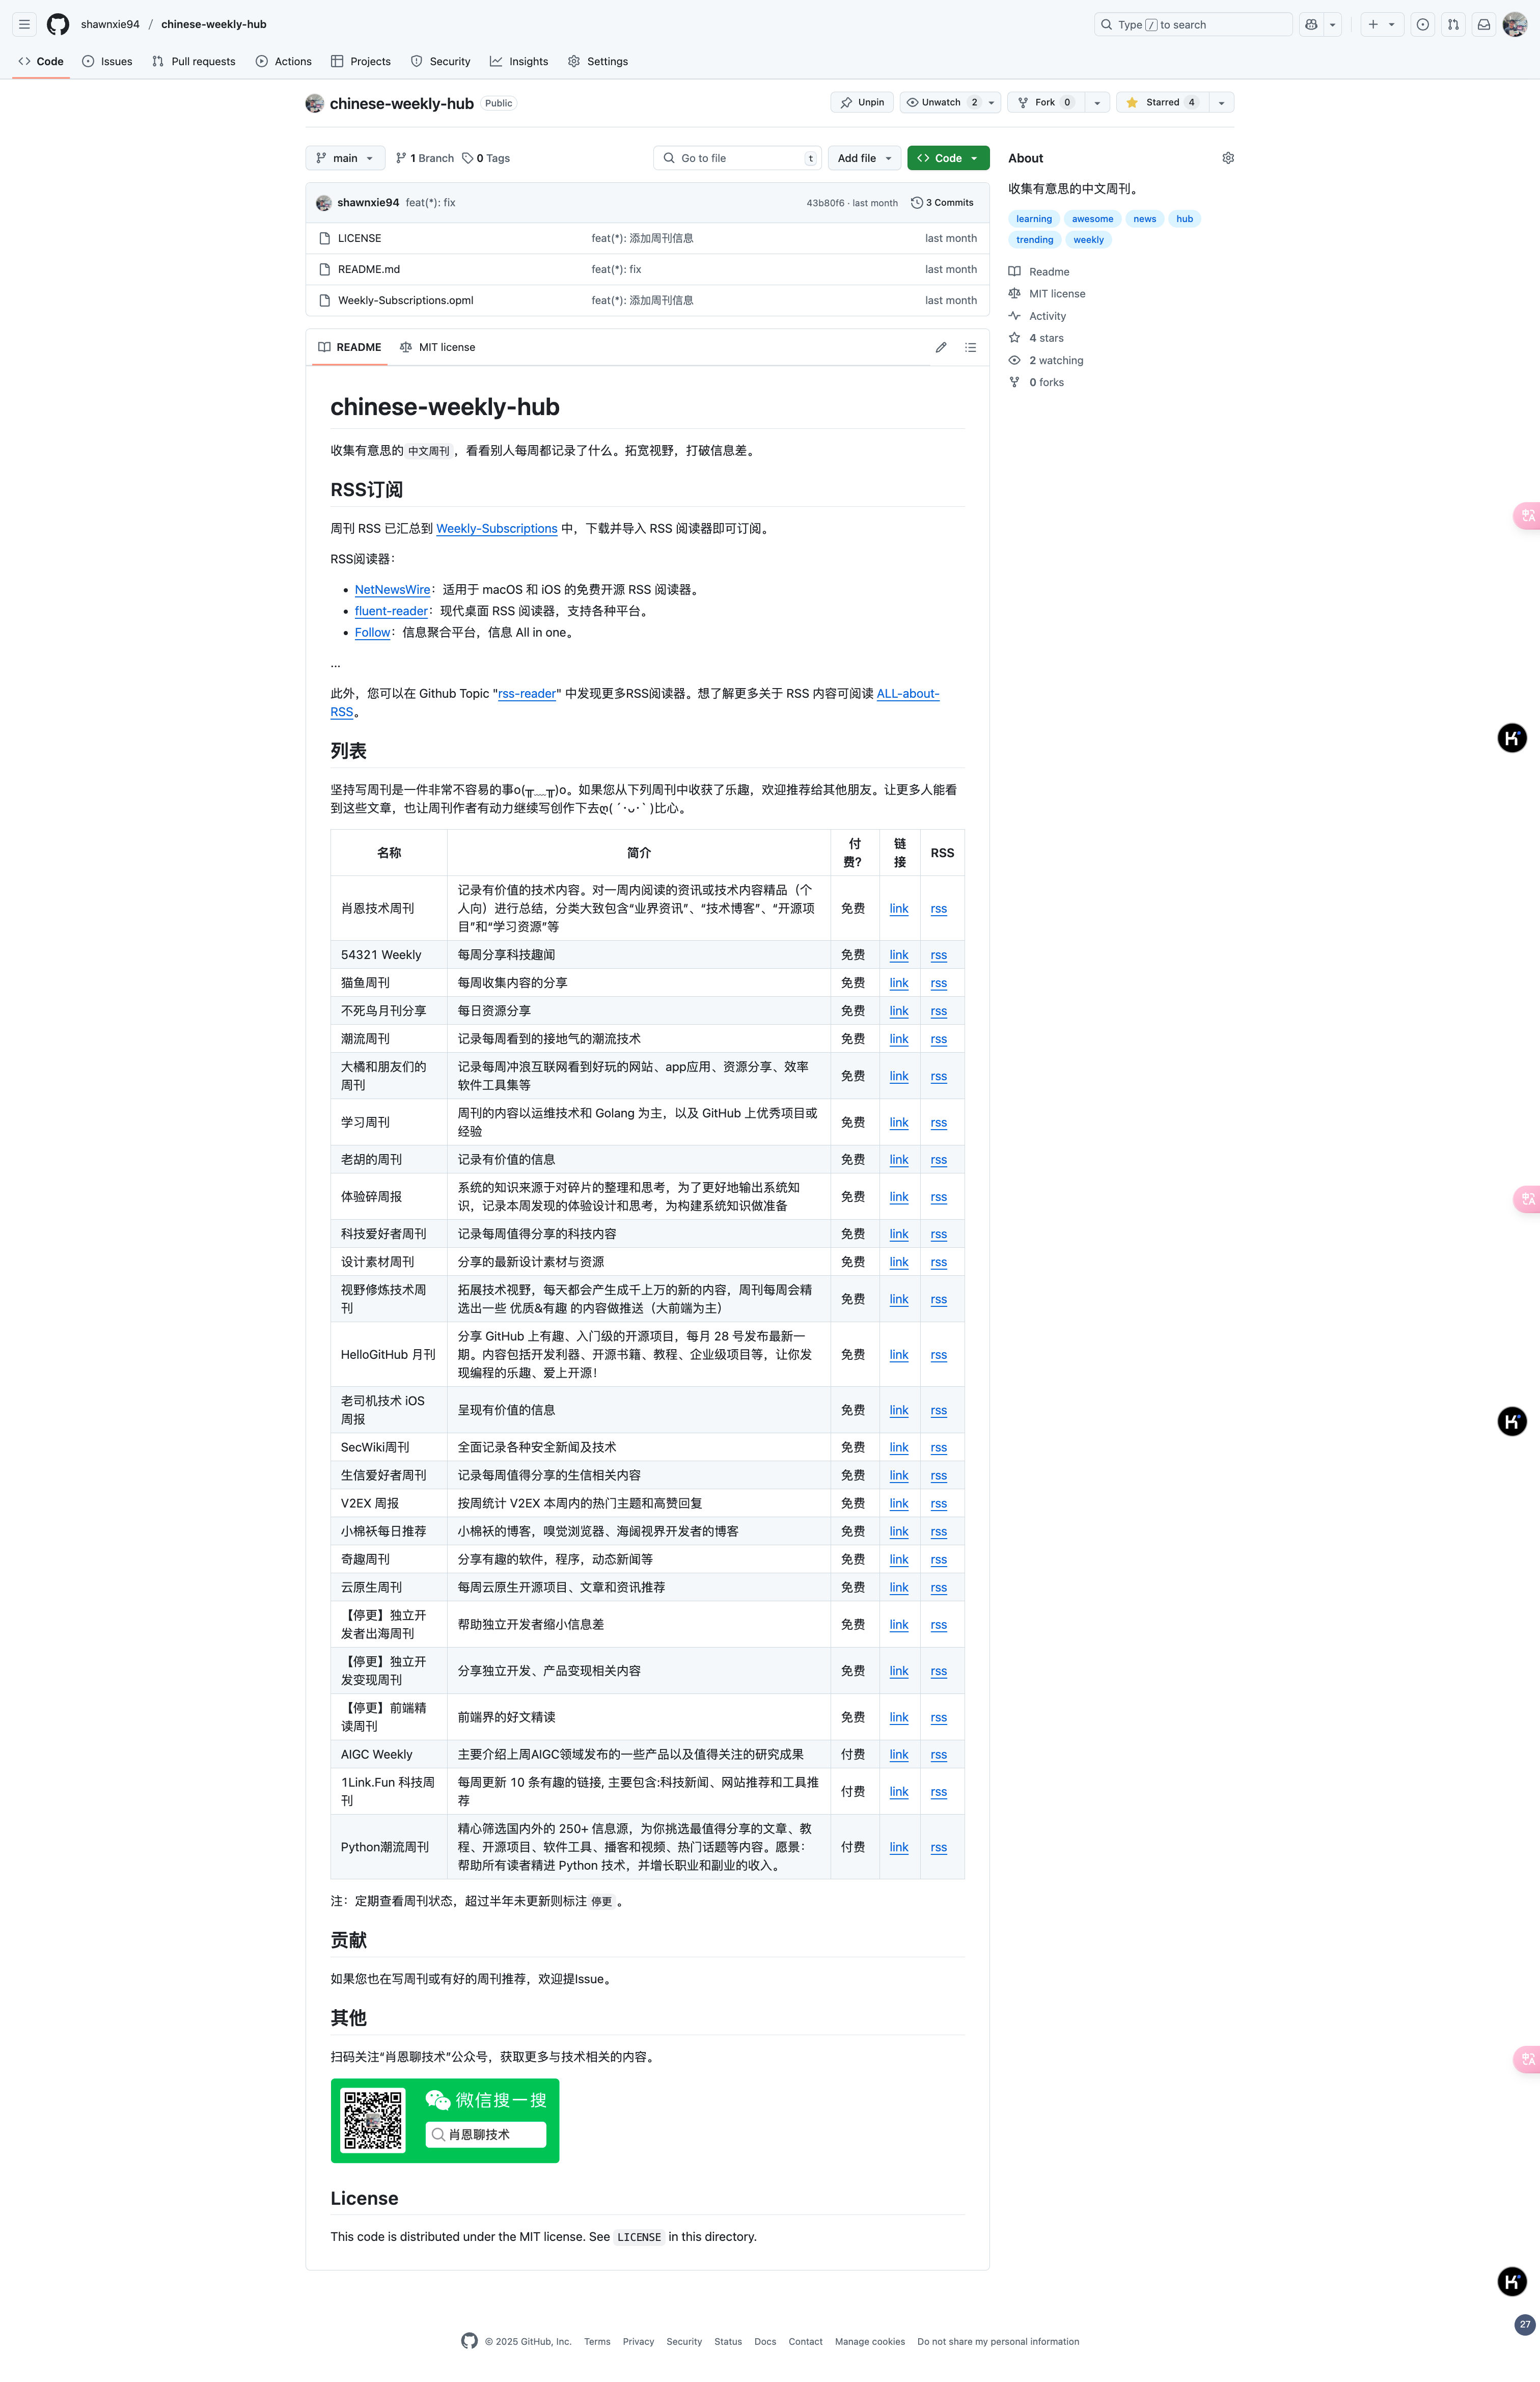 shawnxie94 / chinese-weekly-hub
Type / to search
Code Issues Pull requests Actions Projects Security Insights Settings
chinese-weekly-hub Public
Unpin Unwatch 2 Fork 0 Starred 4
main 1 Branch 0 Tags Go to file t Add file Code
shawnxie94 feat(*): fix 43b80f6 · last month 3 Commits
LICENSE feat(*): 添加周刊信息 last month
README.md feat(*): fix last month
Weekly-Subscriptions.opml feat(*): 添加周刊信息 last month
About
收集有意思的中文周刊。
learning awesome news hub
trending weekly
Readme
MIT license
Activity
4 stars
2 watching
0 forks
README MIT license
chinese-weekly-hub
收集有意思的 中文周刊 ，看看别人每周都记录了什么。拓宽视野，打破信息差。
RSS订阅
周刊 RSS 已汇总到 Weekly-Subscriptions 中，下载并导入 RSS 阅读器即可订阅。
RSS阅读器：
• NetNewsWire：适用于 macOS 和 iOS 的免费开源 RSS 阅读器。
• fluent-reader：现代桌面 RSS 阅读器，支持各种平台。
• Follow：信息聚合平台，信息 All in one。
...
此外，您可以在 Github Topic "rss-reader" 中发现更多RSS阅读器。想了解更多关于 RSS 内容可阅读 ALL-about-
RSS。
列表
坚持写周刊是一件非常不容易的事o(╥﹏╥)o。如果您从下列周刊中收获了乐趣，欢迎推荐给其他朋友。让更多人能看
到这些文章，也让周刊作者有动力继续写创作下去ღ( ´･ᴗ･` )比心。
名称 简介 付费? 链接 RSS
肖恩技术周刊 记录有价值的技术内容。对一周内阅读的资讯或技术内容精品（个
人向）进行总结，分类大致包含“业界资讯”、“技术博客”、“开源项
目”和“学习资源”等 免费 link rss
54321 Weekly 每周分享科技趣闻 免费 link rss
猫鱼周刊 每周收集内容的分享 免费 link rss
不死鸟月刊分享 每日资源分享 免费 link rss
潮流周刊 记录每周看到的接地气的潮流技术 免费 link rss
大橘和朋友们的
周刊 记录每周冲浪互联网看到好玩的网站、app应用、资源分享、效率
软件工具集等 免费 link rss
学习周刊 周刊的内容以运维技术和 Golang 为主，以及 GitHub 上优秀项目或
经验 免费 link rss
老胡的周刊 记录有价值的信息 免费 link rss
体验碎周报 系统的知识来源于对碎片的整理和思考，为了更好地输出系统知
识，记录本周发现的体验设计和思考，为构建系统知识做准备 免费 link rss
科技爱好者周刊 记录每周值得分享的科技内容 免费 link rss
设计素材周刊 分享的最新设计素材与资源 免费 link rss
视野修炼技术周
刊 拓展技术视野，每天都会产生成千上万的新的内容，周刊每周会精
选出一些 优质&有趣 的内容做推送（大前端为主） 免费 link rss
HelloGitHub 月刊 分享 GitHub 上有趣、入门级的开源项目，每月 28 号发布最新一
期。内容包括开发利器、开源书籍、教程、企业级项目等，让你发
现编程的乐趣、爱上开源！ 免费 link rss
老司机技术 iOS
周报 呈现有价值的信息 免费 link rss
SecWiki周刊 全面记录各种安全新闻及技术 免费 link rss
生信爱好者周刊 记录每周值得分享的生信相关内容 免费 link rss
V2EX 周报 按周统计 V2EX 本周内的热门主题和高赞回复 免费 link rss
小棉袄每日推荐 小棉袄的博客，嗅觉浏览器、海阔视界开发者的博客 免费 link rss
奇趣周刊 分享有趣的软件，程序，动态新闻等 免费 link rss
云原生周刊 每周云原生开源项目、文章和资讯推荐 免费 link rss
【停更】独立开
发者出海周刊 帮助独立开发者缩小信息差 免费 link rss
【停更】独立开
发变现周刊 分享独立开发、产品变现相关内容 免费 link rss
【停更】前端精
读周刊 前端界的好文精读 免费 link rss
AIGC Weekly 主要介绍上周AIGC领域发布的一些产品以及值得关注的研究成果 付费 link rss
1Link.Fun 科技周
刊 每周更新 10 条有趣的链接, 主要包含:科技新闻、网站推荐和工具推
荐 付费 link rss
Python潮流周刊 精心筛选国内外的 250+ 信息源，为你挑选最值得分享的文章、教
程、开源项目、软件工具、播客和视频、热门话题等内容。愿景：
帮助所有读者精进 Python 技术，并增长职业和副业的收入。 付费 link rss
注：定期查看周刊状态，超过半年未更新则标注 停更 。
贡献
如果您也在写周刊或有好的周刊推荐，欢迎提Issue。
其他
扫码关注“肖恩聊技术”公众号，获取更多与技术相关的内容。
微信搜一搜
肖恩聊技术
License
This code is distributed under the MIT license. See LICENSE in this directory.
27
© 2025 GitHub, Inc. Terms Privacy Security Status Docs Contact Manage cookies Do not share my personal information